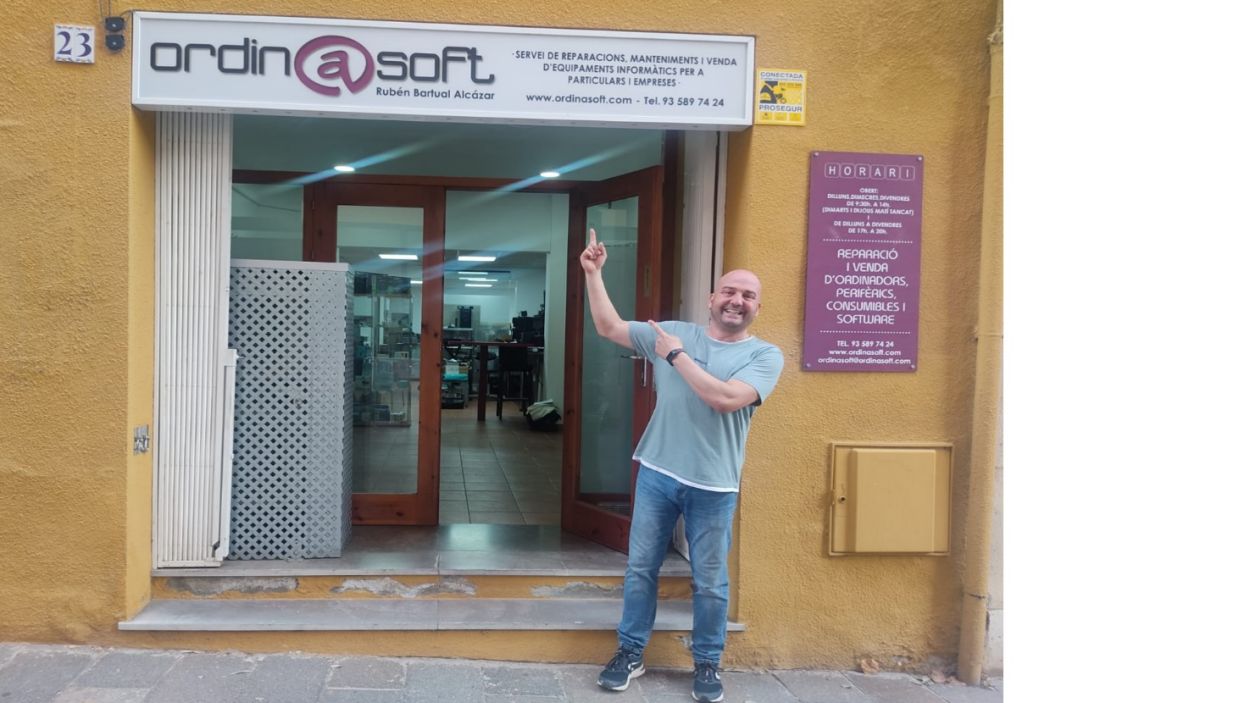 23
ordin@soft
Rubén Bartual Alcázar
·SERVEI DE REPARACIONS, MANTENIMENTS I VENDA
D'EQUIPAMENTS INFORMÀTICS PER A
PARTICULARS I EMPRESES·
www.ordinasoft.com - Tel. 93 589 74 24
CONECTADA
PROSEGUR
HORARI
OBERT:
DILLUNS, DIMECRES, DIVENDRES
DE 9:30h. A 14h.
(DIMARTS I DIJOUS MATÍ TANCAT)
I
DE DILLUNS A DIVENDRES
DE 17h. A 20h.
REPARACIÓ
I VENDA
D'ORDINADORS,
PERIFÈRICS,
CONSUMIBLES I
SOFTWARE
TEL. 93 589 74 24
www.ordinasoft.com
ordinasoft@ordinasoft.com